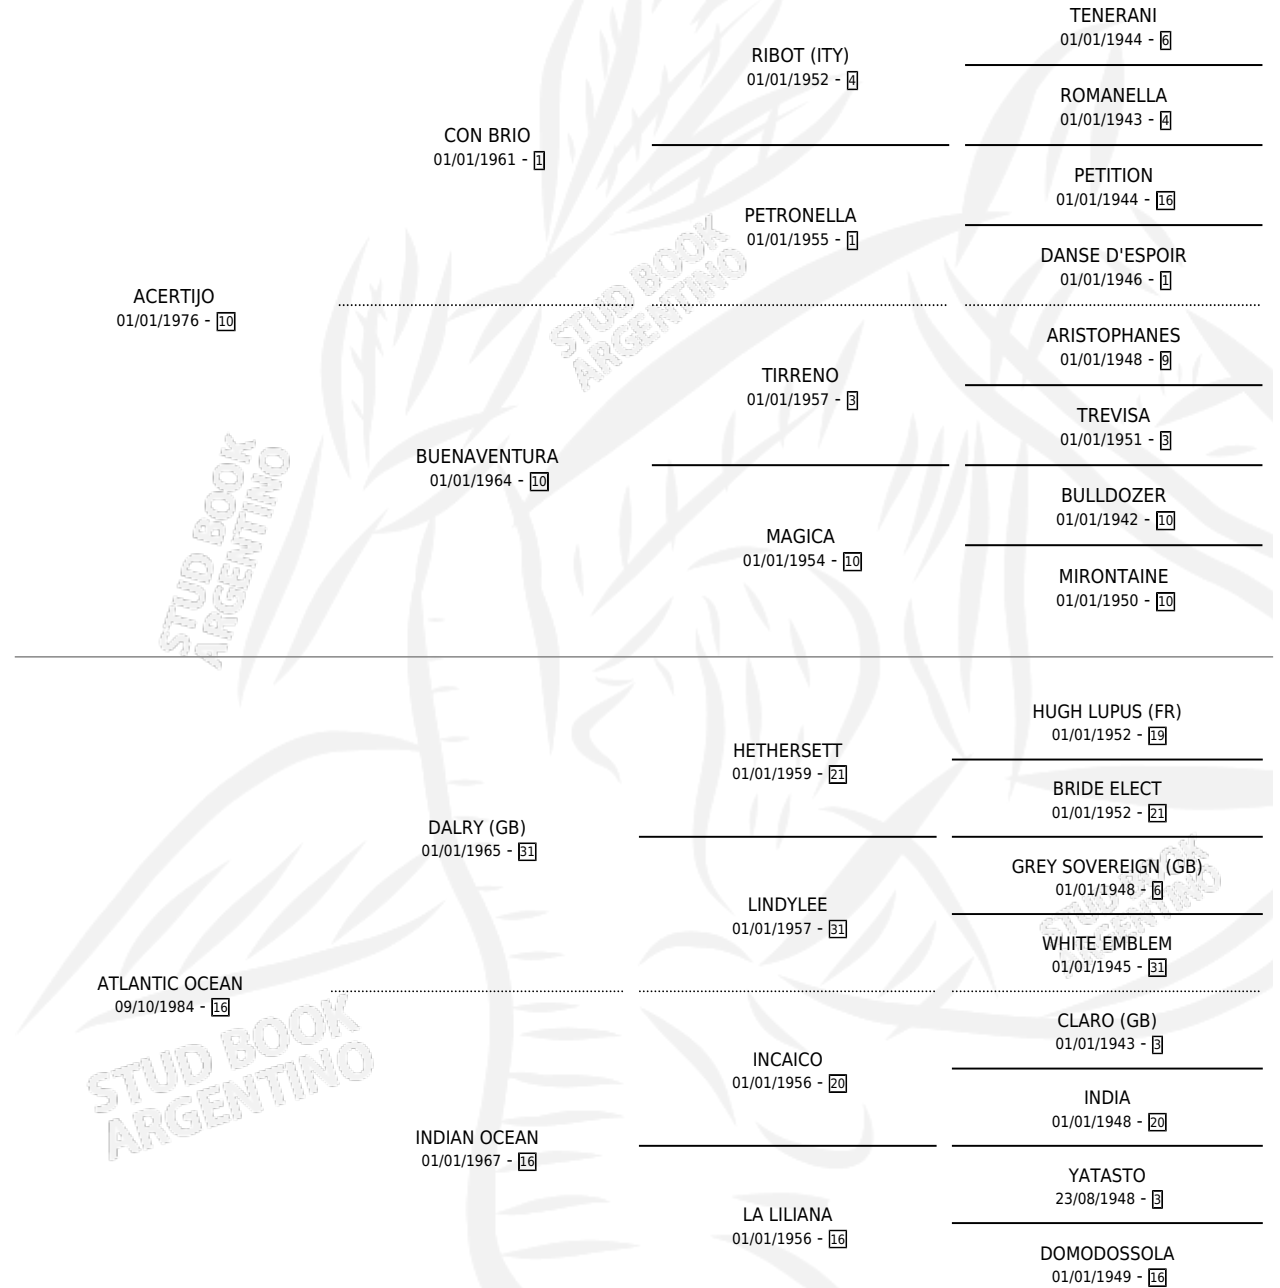 TENERANI
01/01/1944 - 6
RIBOT (ITY)
01/01/1952 - 4
ROMANELLA
01/01/1943 - 4
CON BRIO
01/01/1961 - 1
PETITION
01/01/1944 - 16
PETRONELLA
01/01/1955 - 1
DANSE D'ESPOIR
01/01/1946 - 1
STUD BOOK
ARGENTINO
ACERTIJO
01/01/1976 - 10
ARISTOPHANES
01/01/1948 - 9
TIRRENO
01/01/1957 - 3
TREVISA
01/01/1951 - 3
BUENAVENTURA
01/01/1964 - 10
BULLDOZER
01/01/1942 - 10
MAGICA
01/01/1954 - 10
MIRONTAINE
01/01/1950 - 10
STUD BOOK
ARGENTINO
HUGH LUPUS (FR)
01/01/1952 - 19
HETHERSETT
01/01/1959 - 21
BRIDE ELECT
01/01/1952 - 21
DALRY (GB)
01/01/1965 - 31
GREY SOVEREIGN (GB)
01/01/1948 - 6
LINDYLEE
01/01/1957 - 31
WHITE EMBLEM
01/01/1945 - 31
STUD BOOK
ARGENTINO
ATLANTIC OCEAN
09/10/1984 - 16
CLARO (GB)
01/01/1943 - 3
INCAICO
01/01/1956 - 20
INDIA
01/01/1948 - 20
STUD BOOK
ARGENTINO
INDIAN OCEAN
01/01/1967 - 16
YATASTO
23/08/1948 - 3
LA LILIANA
01/01/1956 - 16
DOMODOSSOLA
01/01/1949 - 16